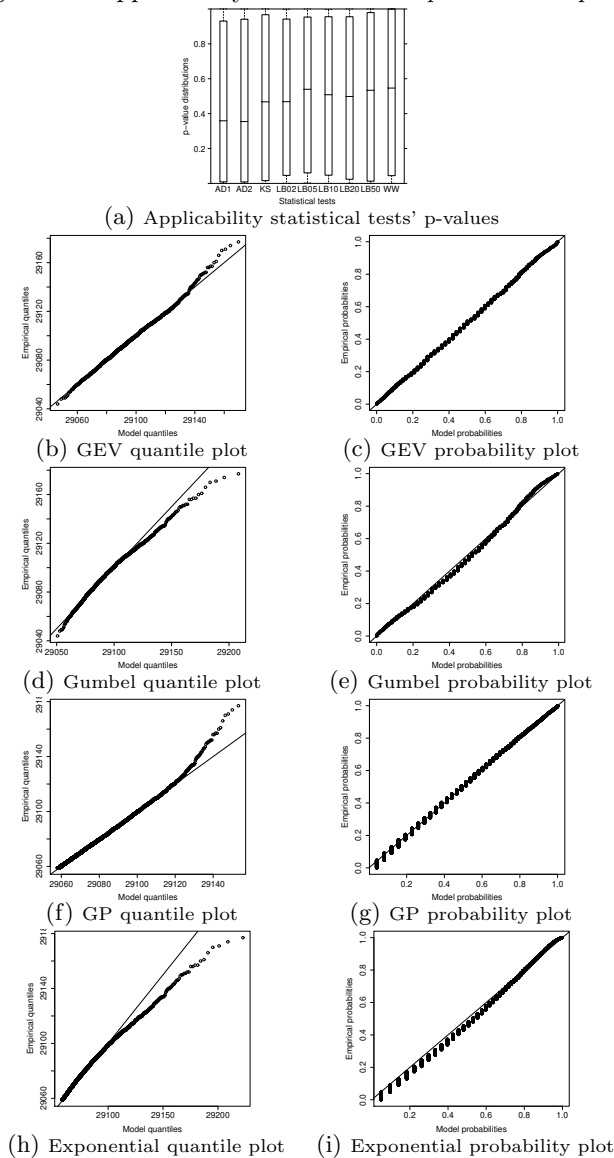 0.8
0.6
p-value distributions
0.4
0.2
AD1 AD2 KS LB02 LB05 LB10 LB20 LB50 WW
Statistical tests
(a) Applicability statistical tests' p-values
Empirical quantiles
29040 29080 29120 29160
29060 29100 29140
Model quantiles
(b) GEV quantile plot
Empirical probabilities
0.0 0.2 0.4 0.6 0.8 1.0
0.0 0.2 0.4 0.6 0.8 1.0
Model probabilities
(c) GEV probability plot
Empirical quantiles
29040 29080 29120 29160
29050 29100 29150 29200
Model quantiles
(d) Gumbel quantile plot
Empirical probabilities
0.0 0.2 0.4 0.6 0.8 1.0
0.0 0.2 0.4 0.6 0.8 1.0
Model probabilities
(e) Gumbel probability plot
Empirical quantiles
29060 29100 29140
29060 29080 29100 29120 29140
Model quantiles
(f) GP quantile plot
Empirical probabilities
0.0 0.2 0.4 0.6 0.8 1.0
0.2 0.4 0.6 0.8 1.0
Model probabilities
(g) GP probability plot
Empirical quantiles
29060 29100 29140
29100 29150 29200
Model quantiles
(h) Exponential quantile plot
Empirical probabilities
0.0 0.2 0.4 0.6 0.8 1.0
0.2 0.4 0.6 0.8 1.0
Model probabilities
(i) Exponential probability plot